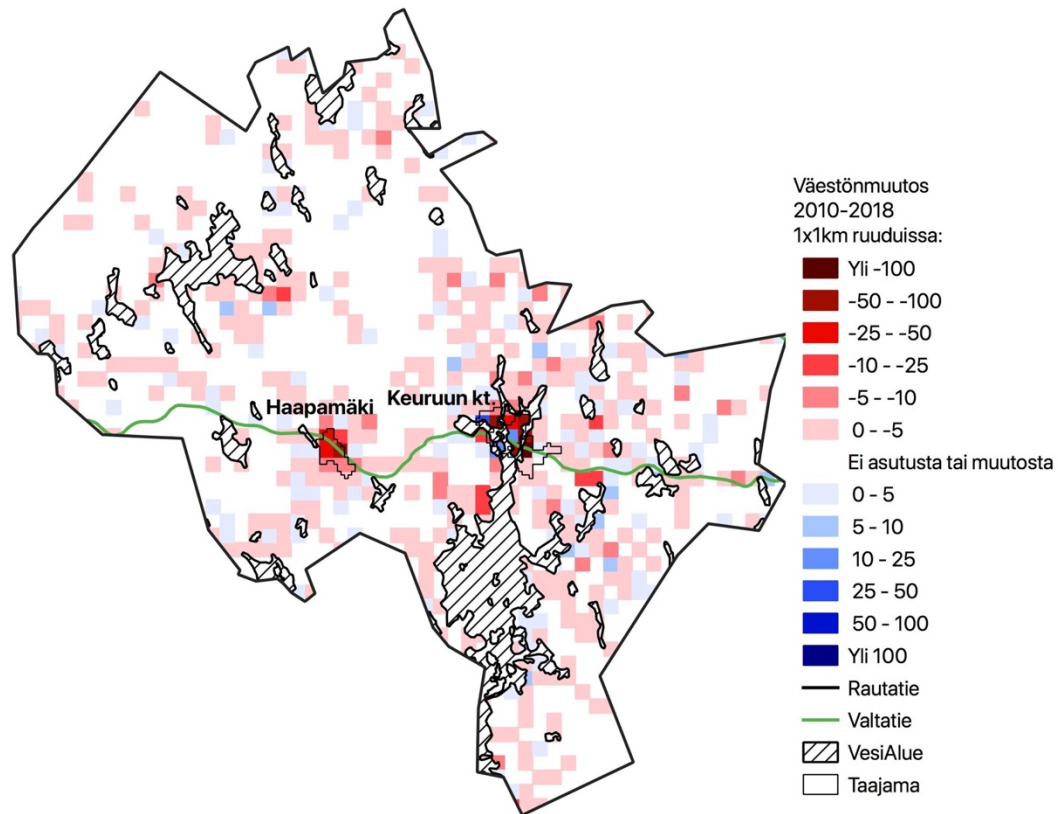 Haapamäki
Keuruun kt.
Väestönmuutos
2010-2018
1x1km ruuduissa:
Yli -100
-50 - -100
-25 - -50
-10 - -25
-5 - -10
0 - -5
Ei asutusta tai muutosta
0 - 5
5 - 10
10 - 25
25 - 50
50 - 100
Yli 100
Rautatie
Valtatie
VesiAlue
Taajama